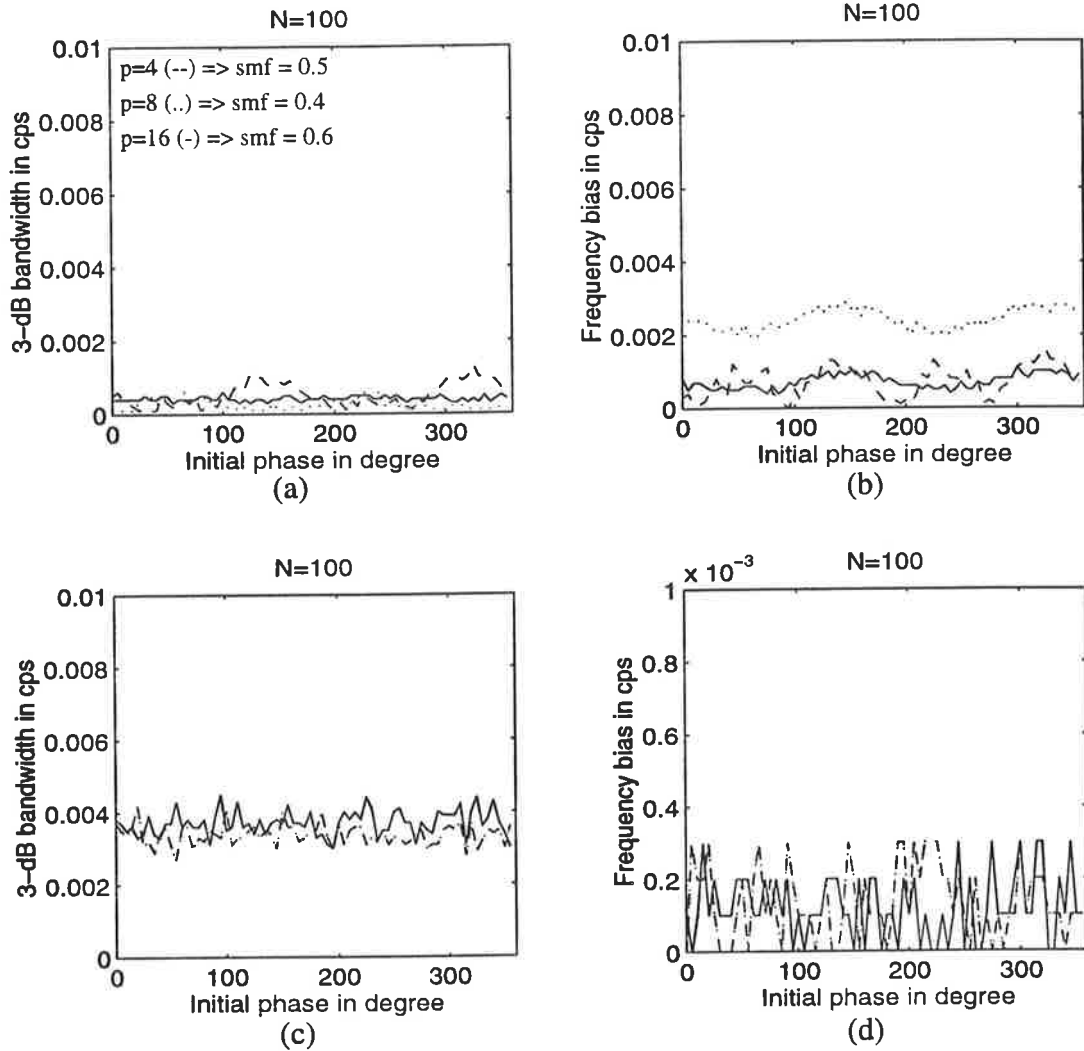 N=100
0.01
0.008
0.006
0.004
0.002
0
3-dB bandwidth in cps
p=4 (--) => smf = 0.5
p=8 (..) => smf = 0.4
p=16 (-) => smf = 0.6
0 100 200 300
Initial phase in degree
(a)
N=100
0.01
0.008
0.006
0.004
0.002
0
Frequency bias in cps
0 100 200 300
Initial phase in degree
(b)
N=100
0.01
0.008
0.006
0.004
0.002
0
3-dB bandwidth in cps
0 100 200 300
Initial phase in degree
(c)
x 10⁻³ N=100
1
0.8
0.6
0.4
0.2
0
Frequency bias in cps
0 100 200 300
Initial phase in degree
(d)